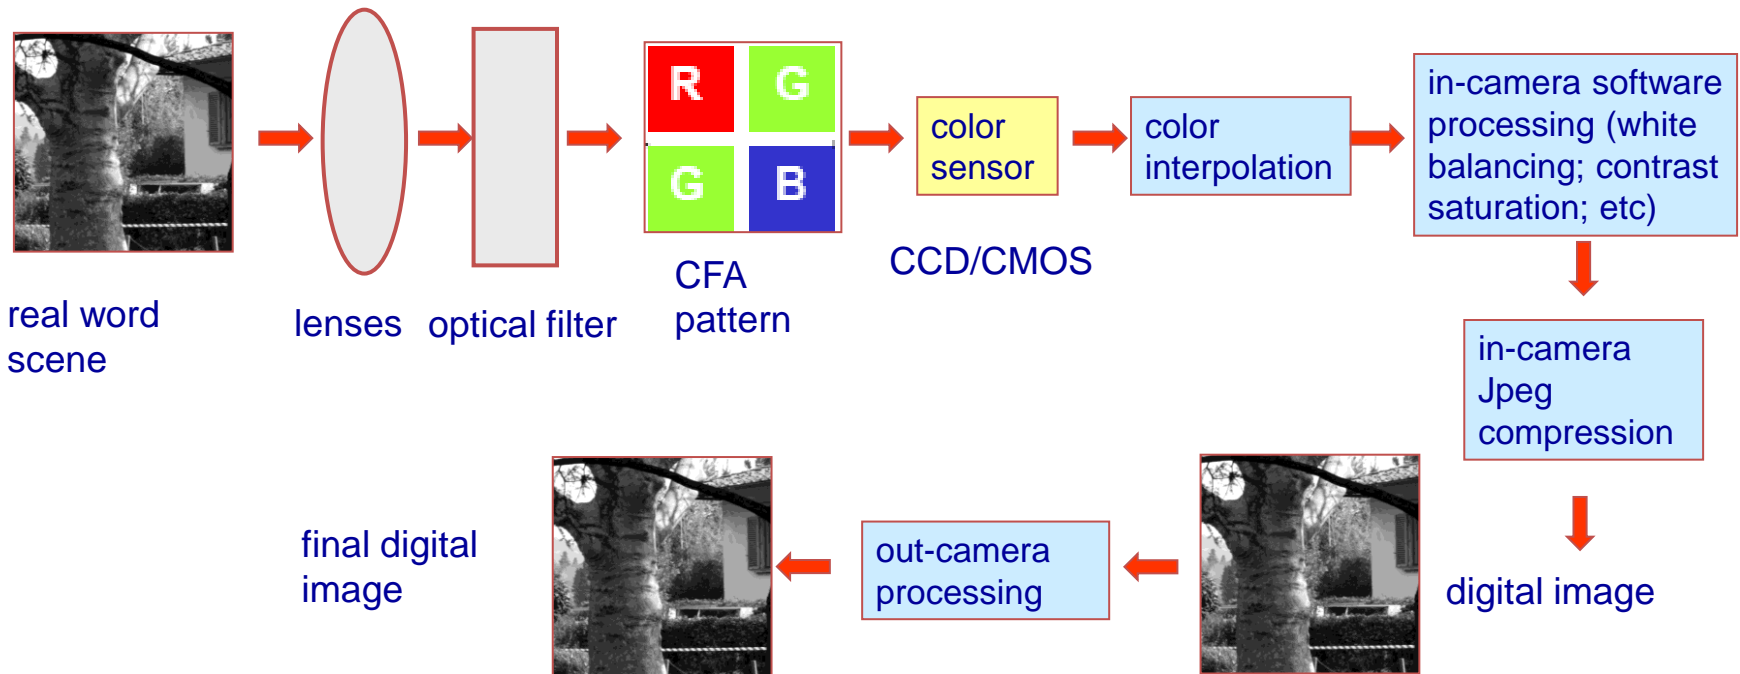 real word
scene
lenses
optical filter
R
G
G
B
CFA
pattern
color
sensor
CCD/CMOS
color
interpolation
in-camera software
processing (white
balancing; contrast
saturation; etc)
in-camera
Jpeg
compression
digital image
out-camera
processing
final digital
image